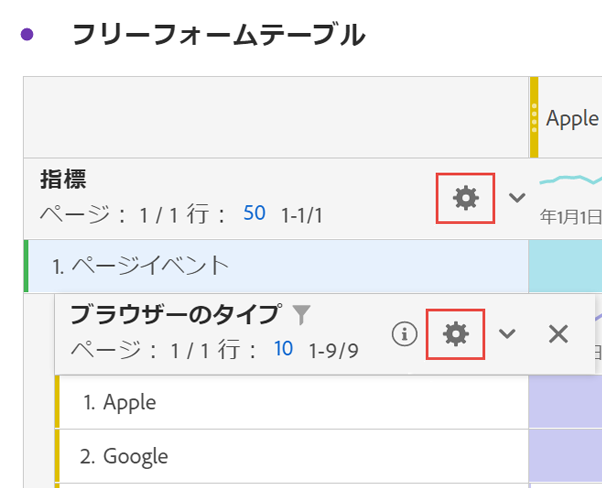 フリーフォームテーブル
Apple
指標
ページ： 1 / 1 行： 50 1-1/1
年1月1日
1. ページイベント
ブラウザーのタイプ
ページ： 1 / 1 行： 10 1-9/9
日
1. Apple
2. Google